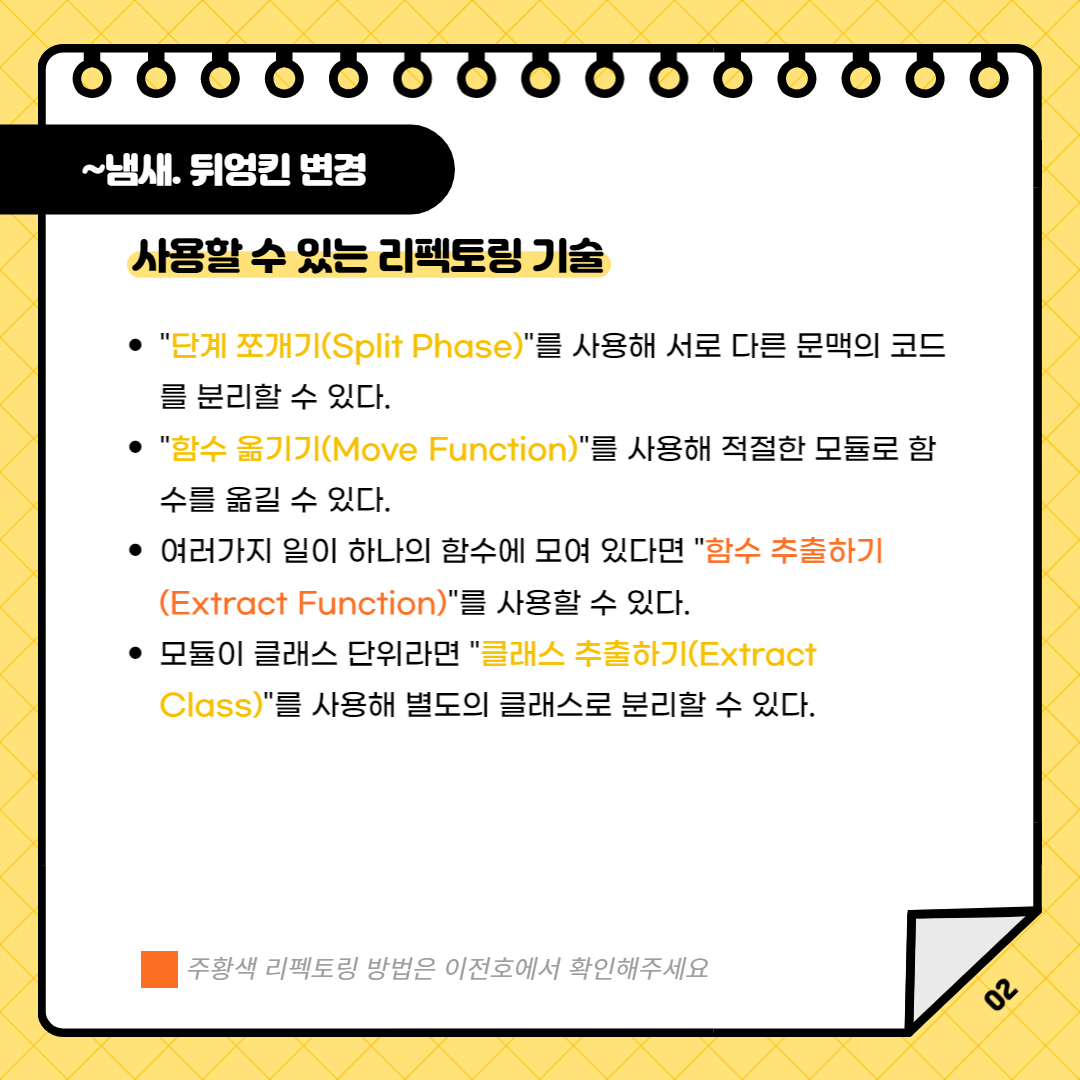 ~냄새. 뒤엉킨 변경
사용할 수 있는 리펙토링 기술
• "단계 쪼개기(Split Phase)"를 사용해 서로 다른 문맥의 코드
를 분리할 수 있다.
• "함수 옮기기(Move Function)"를 사용해 적절한 모듈로 함
수를 옮길 수 있다.
• 여러가지 일이 하나의 함수에 모여 있다면 "함수 추출하기
(Extract Function)"를 사용할 수 있다.
• 모듈이 클래스 단위라면 "클래스 추출하기(Extract
Class)"를 사용해 별도의 클래스로 분리할 수 있다.
주황색 리펙토링 방법은 이전호에서 확인해주세요
02